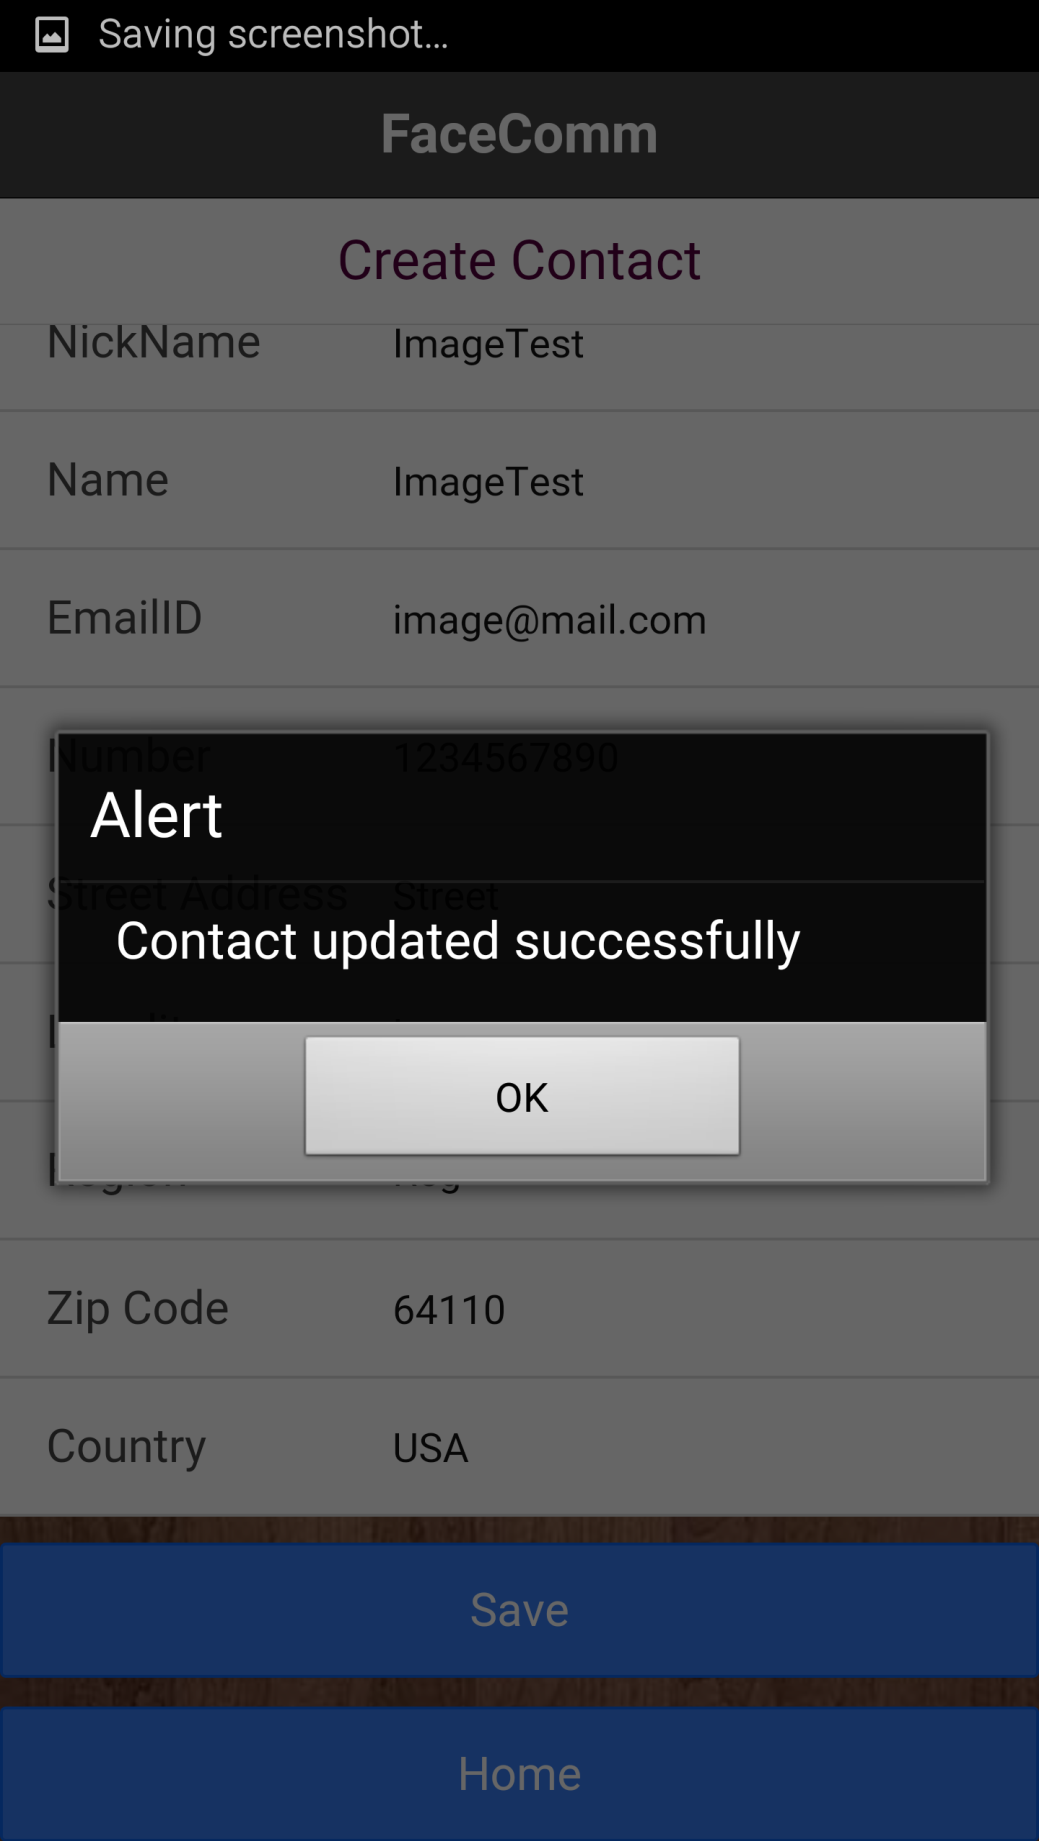 Saving screenshot...
FaceComm
Create Contact
NickName ImageTest
Name ImageTest
EmailID image@mail.com
Number 1234567890
Alert
Street Address Street
Contact updated successfully
OK
Zip Code 64110
Country USA
Save
Home